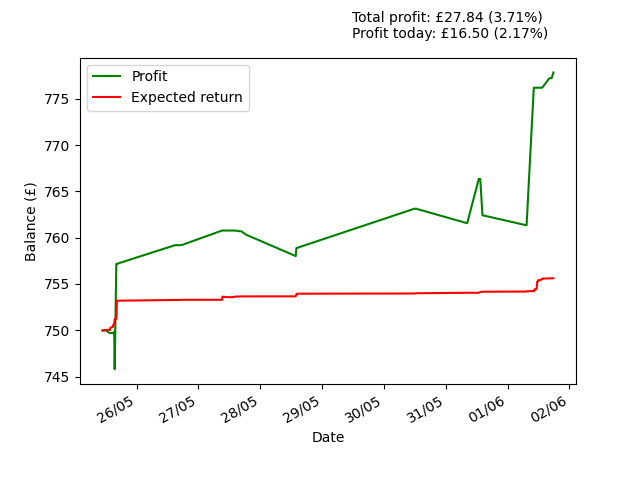 Total profit: £27.84 (3.71%)
Profit today: £16.50 (2.17%)
Profit
Expected return
775
770
765
760
755
750
745
Balance (£)
26/05
27/05
28/05
29/05
30/05
31/05
01/06
02/06
Date